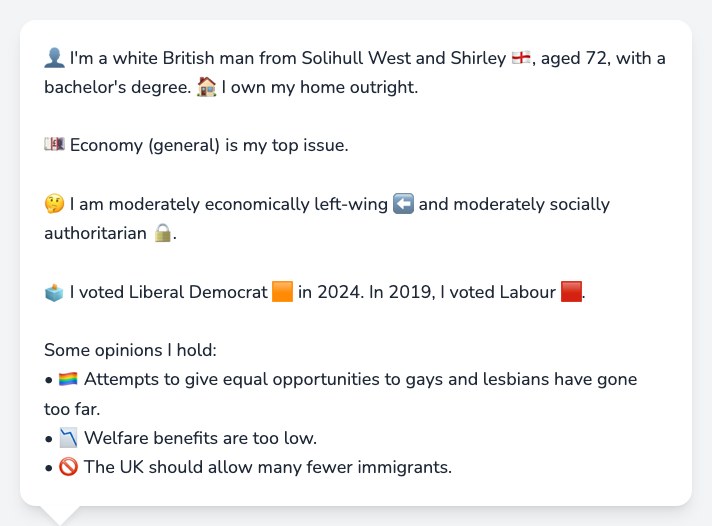 👤 I'm a white British man from Solihull West and Shirley 🏴󠁧󠁢󠁥󠁮󠁧󠁿, aged 72, with a
bachelor's degree. 🏠 I own my home outright.
💷 Economy (general) is my top issue.
🤔 I am moderately economically left-wing ⬅️ and moderately socially
authoritarian 🔒.
🗳️ I voted Liberal Democrat 🟧 in 2024. In 2019, I voted Labour 🟥.
Some opinions I hold:
• 🏳️‍🌈 Attempts to give equal opportunities to gays and lesbians have gone
too far.
• 📉 Welfare benefits are too low.
• 🚫 The UK should allow many fewer immigrants.